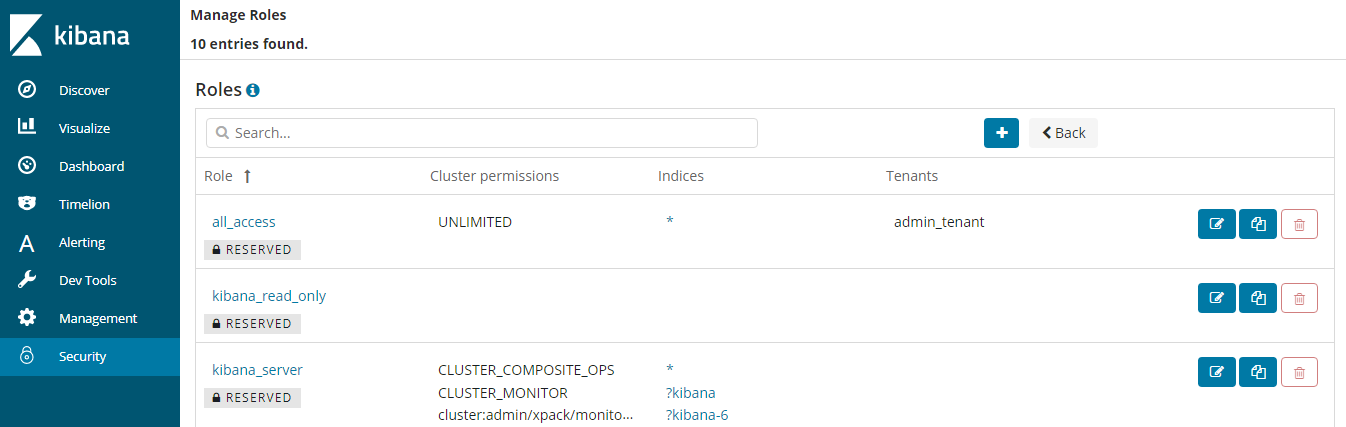 kibana
Discover
Visualize
Dashboard
Timelion
Alerting
Dev Tools
Management
Security
Manage Roles
10 entries found.
Roles
Search...
Back
Role Cluster permissions Indices Tenants
all_access UNLIMITED * admin_tenant
RESERVED
kibana_read_only
RESERVED
kibana_server CLUSTER_COMPOSITE_OPS *
CLUSTER_MONITOR ?kibana
RESERVED
cluster:admin/xpack/monito... ?kibana-6